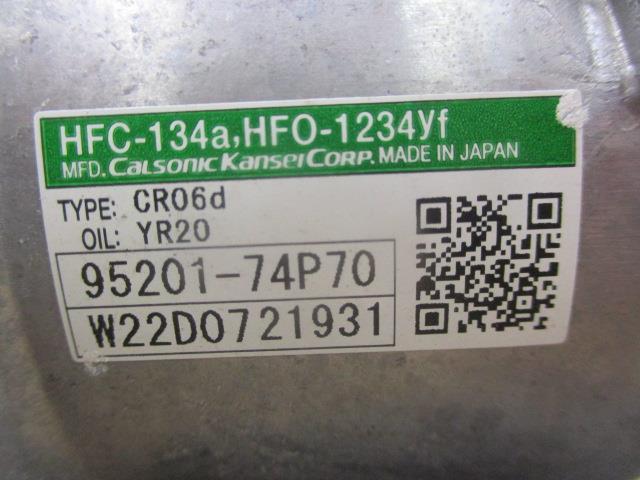 HFC-134a,HFO-1234yf
MFD. CALSONIC KANSEI CORP. MADE IN JAPAN
TYPE: CR06d
OIL: YR20
95201-74P70
W22D0721931